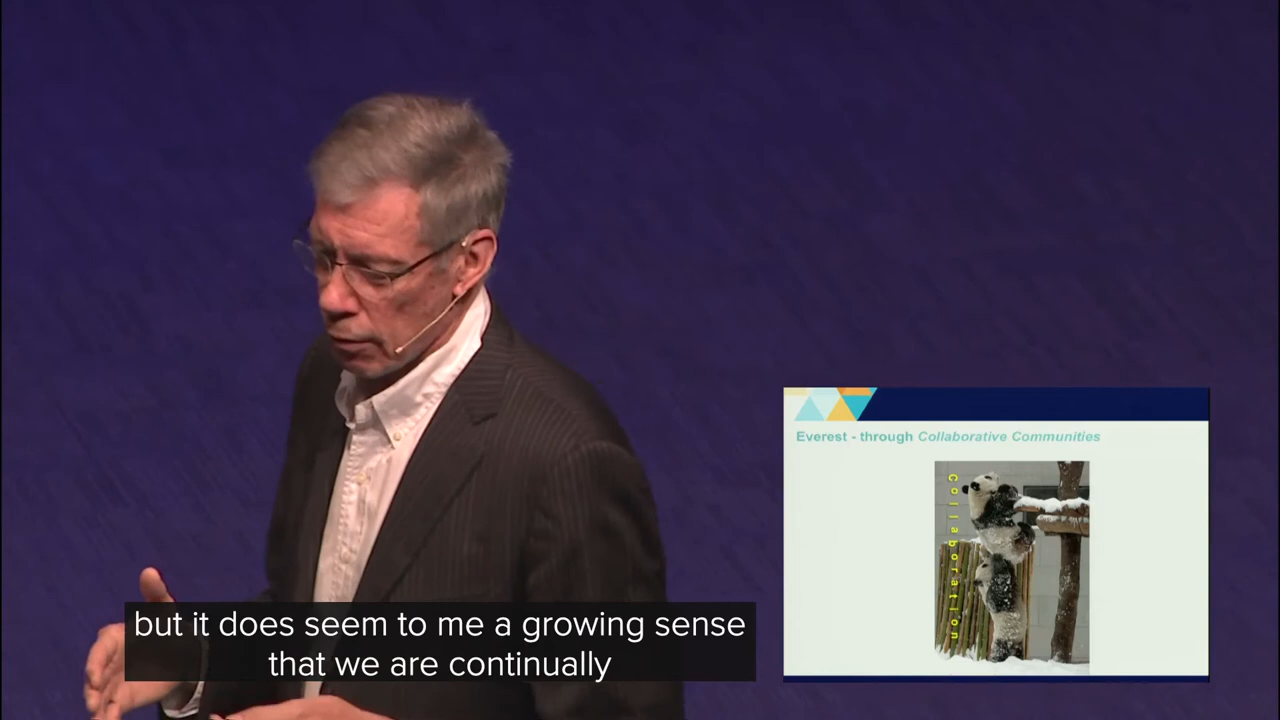 Everest - through Collaborative Communities
Collaboration
but it does seem to me a growing sense
that we are continually